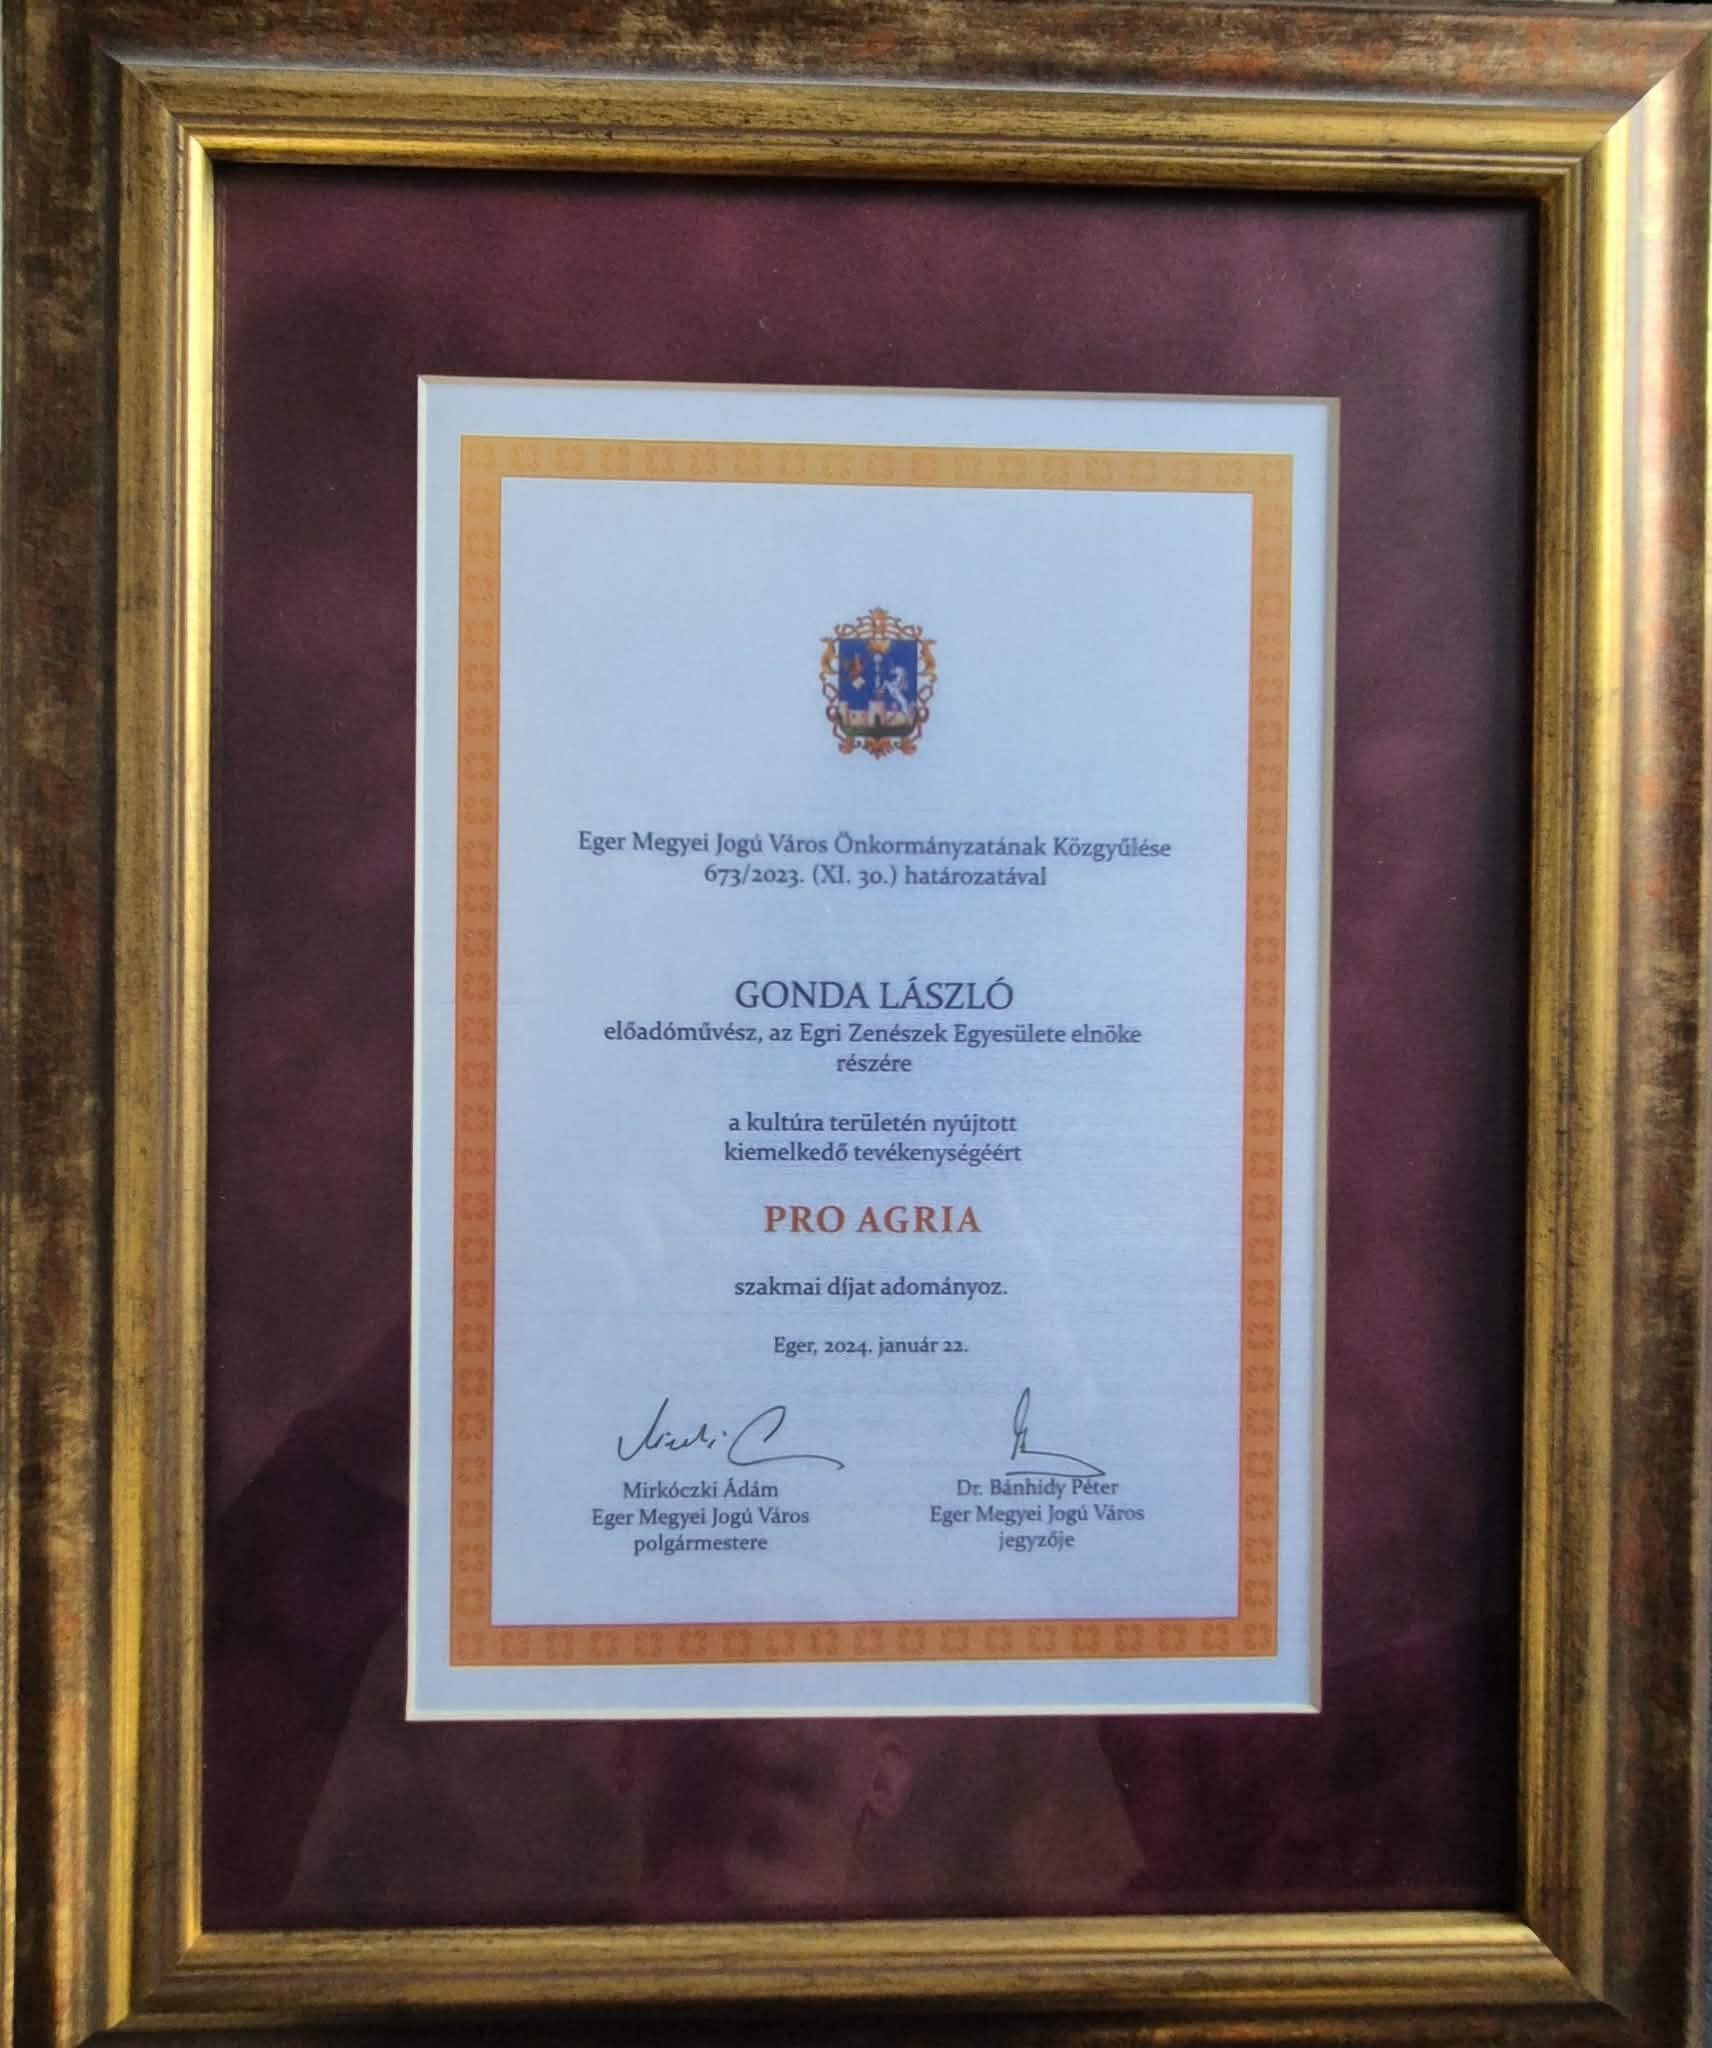 Eger Megyei Jogú Város Önkormányzatának Közgyűlése
673/2023. (XI. 30.) határozatával
GONDA LÁSZLÓ
előadóművész, az Egri Zenészek Egyesülete elnöke
részére
a kultúra területén nyújtott
kiemelkedő tevékenységéért
PRO AGRIA
szakmai díjat adományoz.
Eger, 2024. január 22.
Mirkóczki Ádám
Eger Megyei Jogú Város
polgármestere
Dr. Bánhidy Péter
Eger Megyei Jogú Város
jegyzője